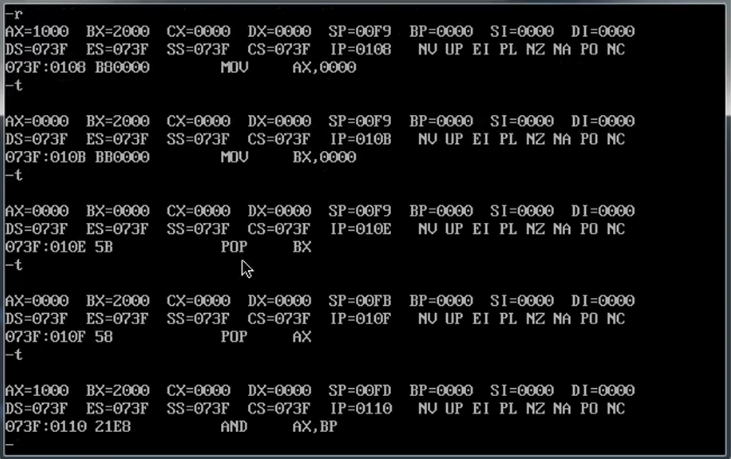 -r
AX=1000  BX=2000  CX=0000  DX=0000  SP=00F9  BP=0000  SI=0000  DI=0000
DS=073F  ES=073F  SS=073F  CS=073F  IP=0108   NV UP EI PL NZ NA PO NC
073F:0108 B80000        MOV     AX,0000
-t
AX=0000  BX=2000  CX=0000  DX=0000  SP=00F9  BP=0000  SI=0000  DI=0000
DS=073F  ES=073F  SS=073F  CS=073F  IP=010B   NV UP EI PL NZ NA PO NC
073F:010B BB0000        MOV     BX,0000
-t
AX=0000  BX=0000  CX=0000  DX=0000  SP=00F9  BP=0000  SI=0000  DI=0000
DS=073F  ES=073F  SS=073F  CS=073F  IP=010E   NV UP EI PL NZ NA PO NC
073F:010E 5B            POP     BX
-t
AX=0000  BX=2000  CX=0000  DX=0000  SP=00FB  BP=0000  SI=0000  DI=0000
DS=073F  ES=073F  SS=073F  CS=073F  IP=010F   NV UP EI PL NZ NA PO NC
073F:010F 58            POP     AX
-t
AX=1000  BX=2000  CX=0000  DX=0000  SP=00FD  BP=0000  SI=0000  DI=0000
DS=073F  ES=073F  SS=073F  CS=073F  IP=0110   NV UP EI PL NZ NA PO NC
073F:0110 21E8          AND     AX,BP
-